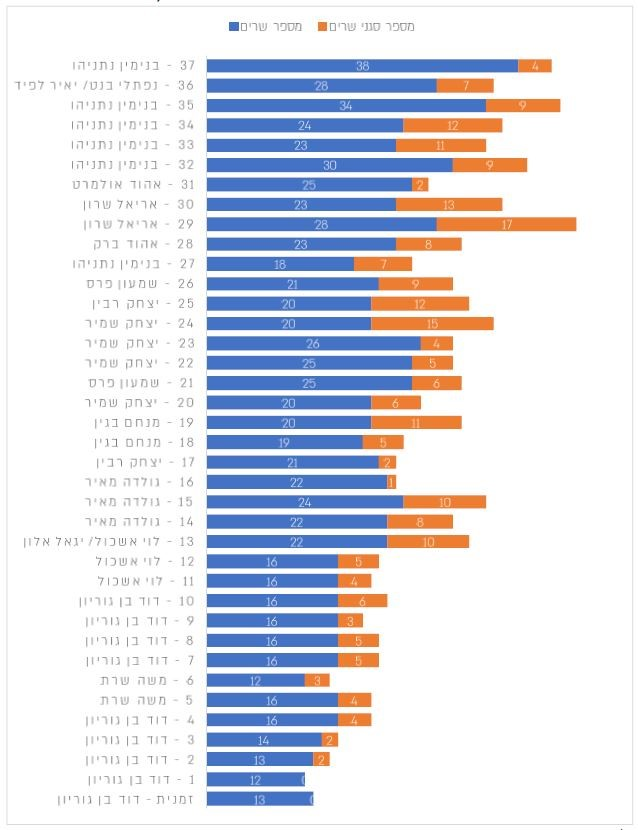 מספר שרים מספר סגני שרים
37 - בנימין נתניהו 38 4
36 - נפתלי בנט/ יאיר לפיד 28 7
35 - בנימין נתניהו 34 9
34 - בנימין נתניהו 24 12
33 - בנימין נתניהו 23 11
32 - בנימין נתניהו 30 9
31 - אהוד אולמרט 25 2
30 - אריאל שרון 23 13
29 - אריאל שרון 28 17
28 - אהוד ברק 23 8
27 - בנימין נתניהו 18 7
26 - שמעון פרס 21 9
25 - יצחק רבין 20 12
24 - יצחק שמיר 20 15
23 - יצחק שמיר 26 4
22 - יצחק שמיר 25 5
21 - שמעון פרס 25 6
20 - יצחק שמיר 20 6
19 - מנחם בגין 20 11
18 - מנחם בגין 19 5
17 - יצחק רבין 21 2
16 - גולדה מאיר 22 1
15 - גולדה מאיר 24 10
14 - גולדה מאיר 22 8
13 - לוי אשכול/ יגאל אלון 22 10
12 - לוי אשכול 16 5
11 - לוי אשכול 16 4
10 - דוד בן גוריון 16 6
9 - דוד בן גוריון 16 3
8 - דוד בן גוריון 16 5
7 - דוד בן גוריון 16 5
6 - משה שרת 12 3
5 - משה שרת 16 4
4 - דוד בן גוריון 16 4
3 - דוד בן גוריון 14 2
2 - דוד בן גוריון 13 2
1 - דוד בן גוריון 12 0
זמנית - דוד בן גוריון 13 0